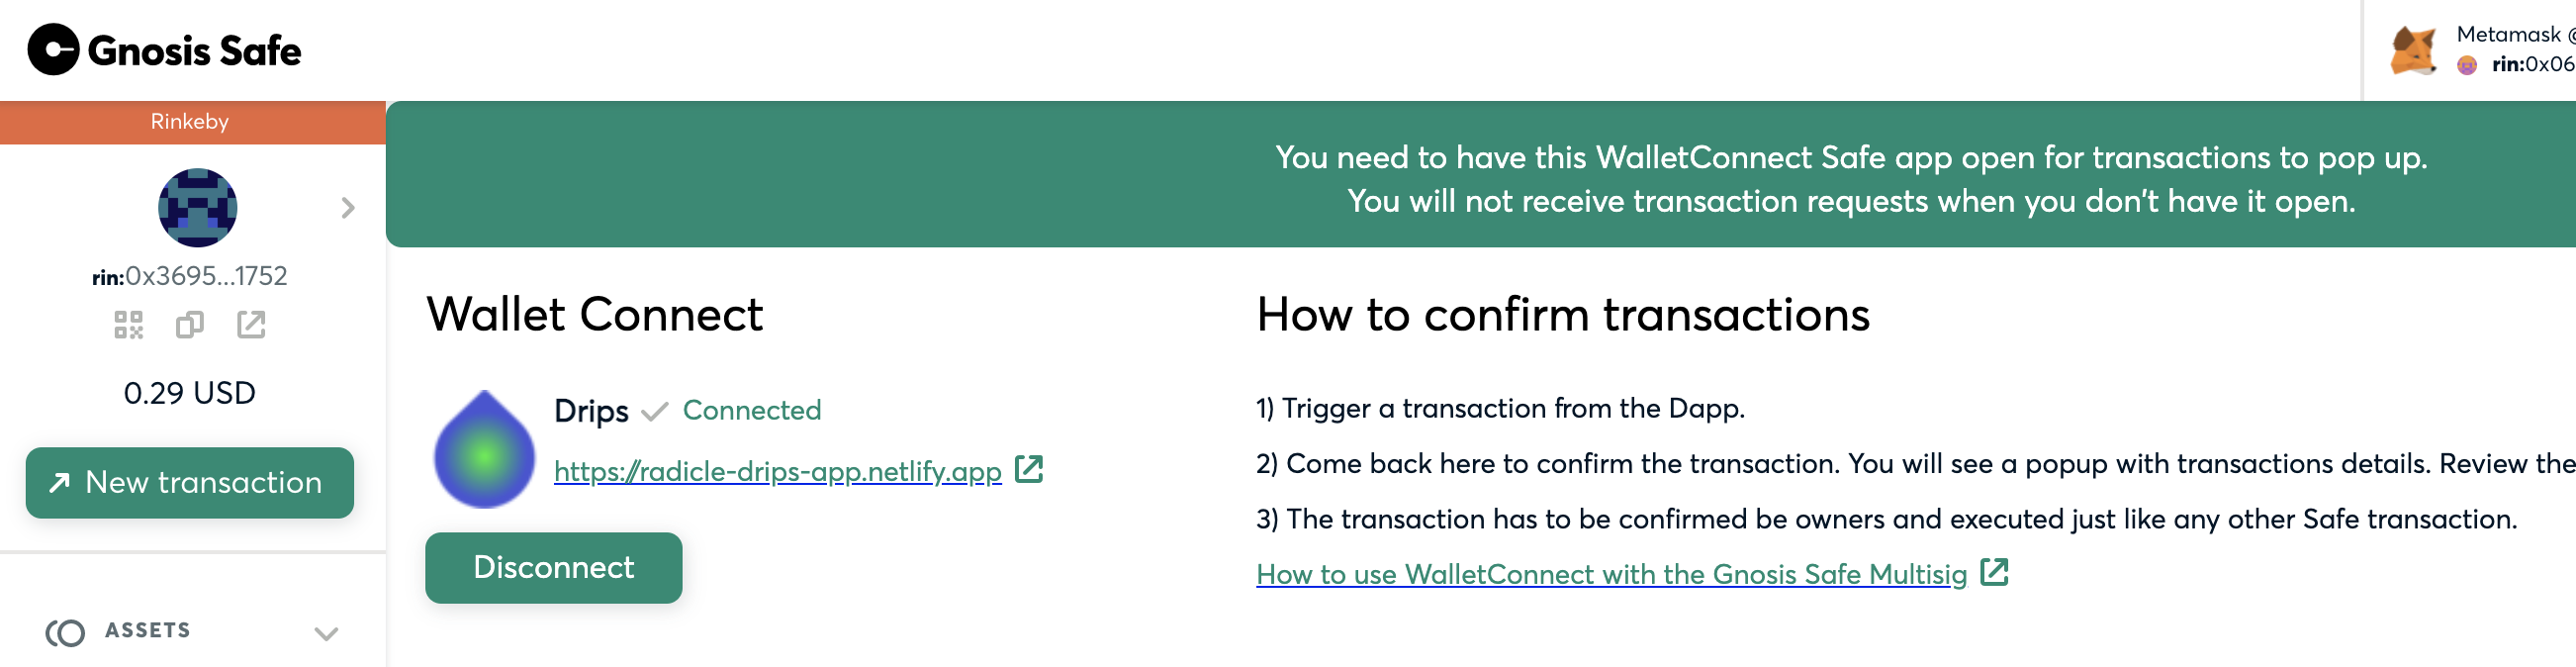 Gnosis Safe
Metamask @
rin:0x06
Rinkeby
You need to have this WalletConnect Safe app open for transactions to pop up.
You will not receive transaction requests when you don't have it open.
rin:0x3695...1752
0.29 USD
New transaction
ASSETS
Wallet Connect
Drips Connected
https://radicle-drips-app.netlify.app
Disconnect
How to confirm transactions
1) Trigger a transaction from the Dapp.
2) Come back here to confirm the transaction. You will see a popup with transactions details. Review the
3) The transaction has to be confirmed be owners and executed just like any other Safe transaction.
How to use WalletConnect with the Gnosis Safe Multisig